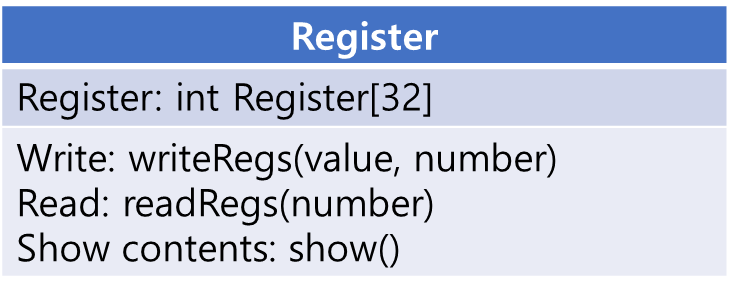 Register
Register: int Register[32]
Write: writeRegs(value, number)
Read: readRegs(number)
Show contents: show()